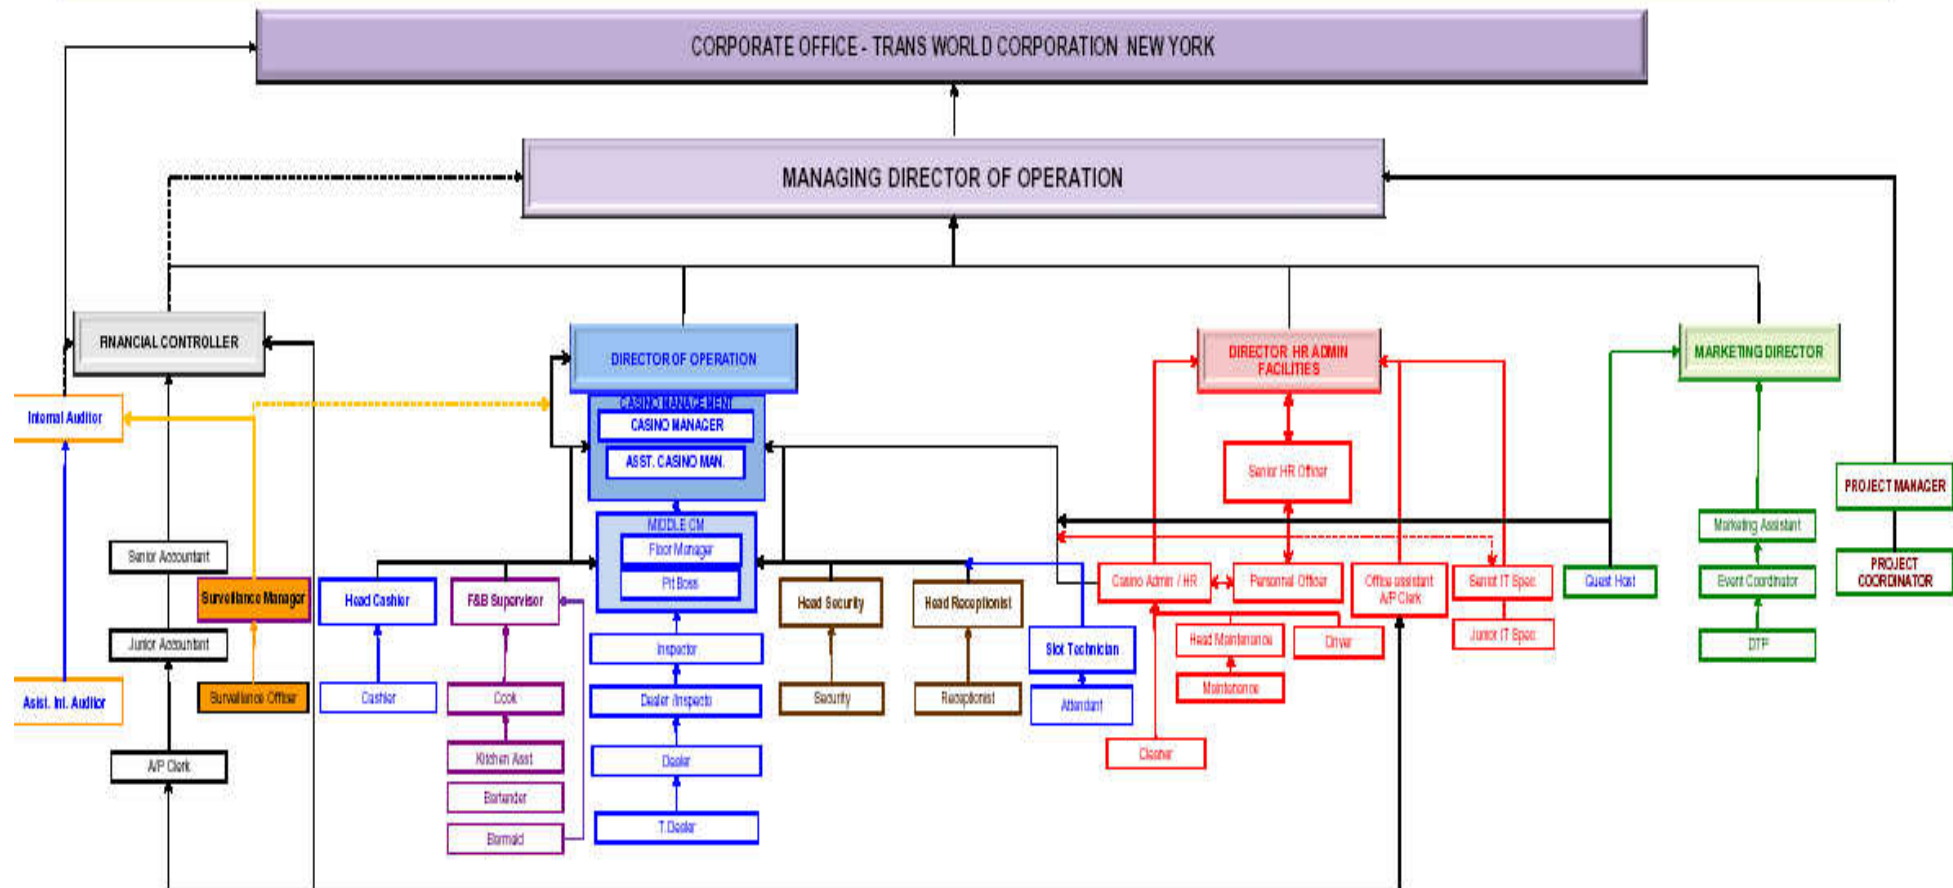 CORPORATE OFFICE - TRANS WORLD CORPORATION NEW YORK
MANAGING DIRECTOR OF OPERATION
FINANCIAL CONTROLLER
DIRECTOR OF OPERATION
DIRECTOR HR ADMIN
FACILITIES
MARKETING DIRECTOR
Internal Auditor
CASINO MANAGEMENT
CASINO MANAGER
ASST. CASINO MAN.
Senior HR Officer
PROJECT MANAGER
MIDDLE CM
Floor Manager
Pit Boss
Marketing Assistant
Senior Accountant
PROJECT
COORDINATOR
Surveillance Manager
Head Cashier
F&B Supervisor
Head Security
Head Receptionist
Casino Admin / HR
Personnel Officer
Office assistant
A/P Clerk
Senior IT Spec
Guest Host
Event Coordinator
Junior Accountant
Inspector
Slot Technician
Head Maintenance
Driver
Junior IT Spec
DTP
Asist. Int. Auditor
Surveillance Officer
Cashier
Cook
Dealer /Inspecto
Security
Receptionist
Attendant
Maintenance
A/P Clerk
Kitchen Asst
Dealer
Cleaner
Bartender
Barmaid
T.Dealer